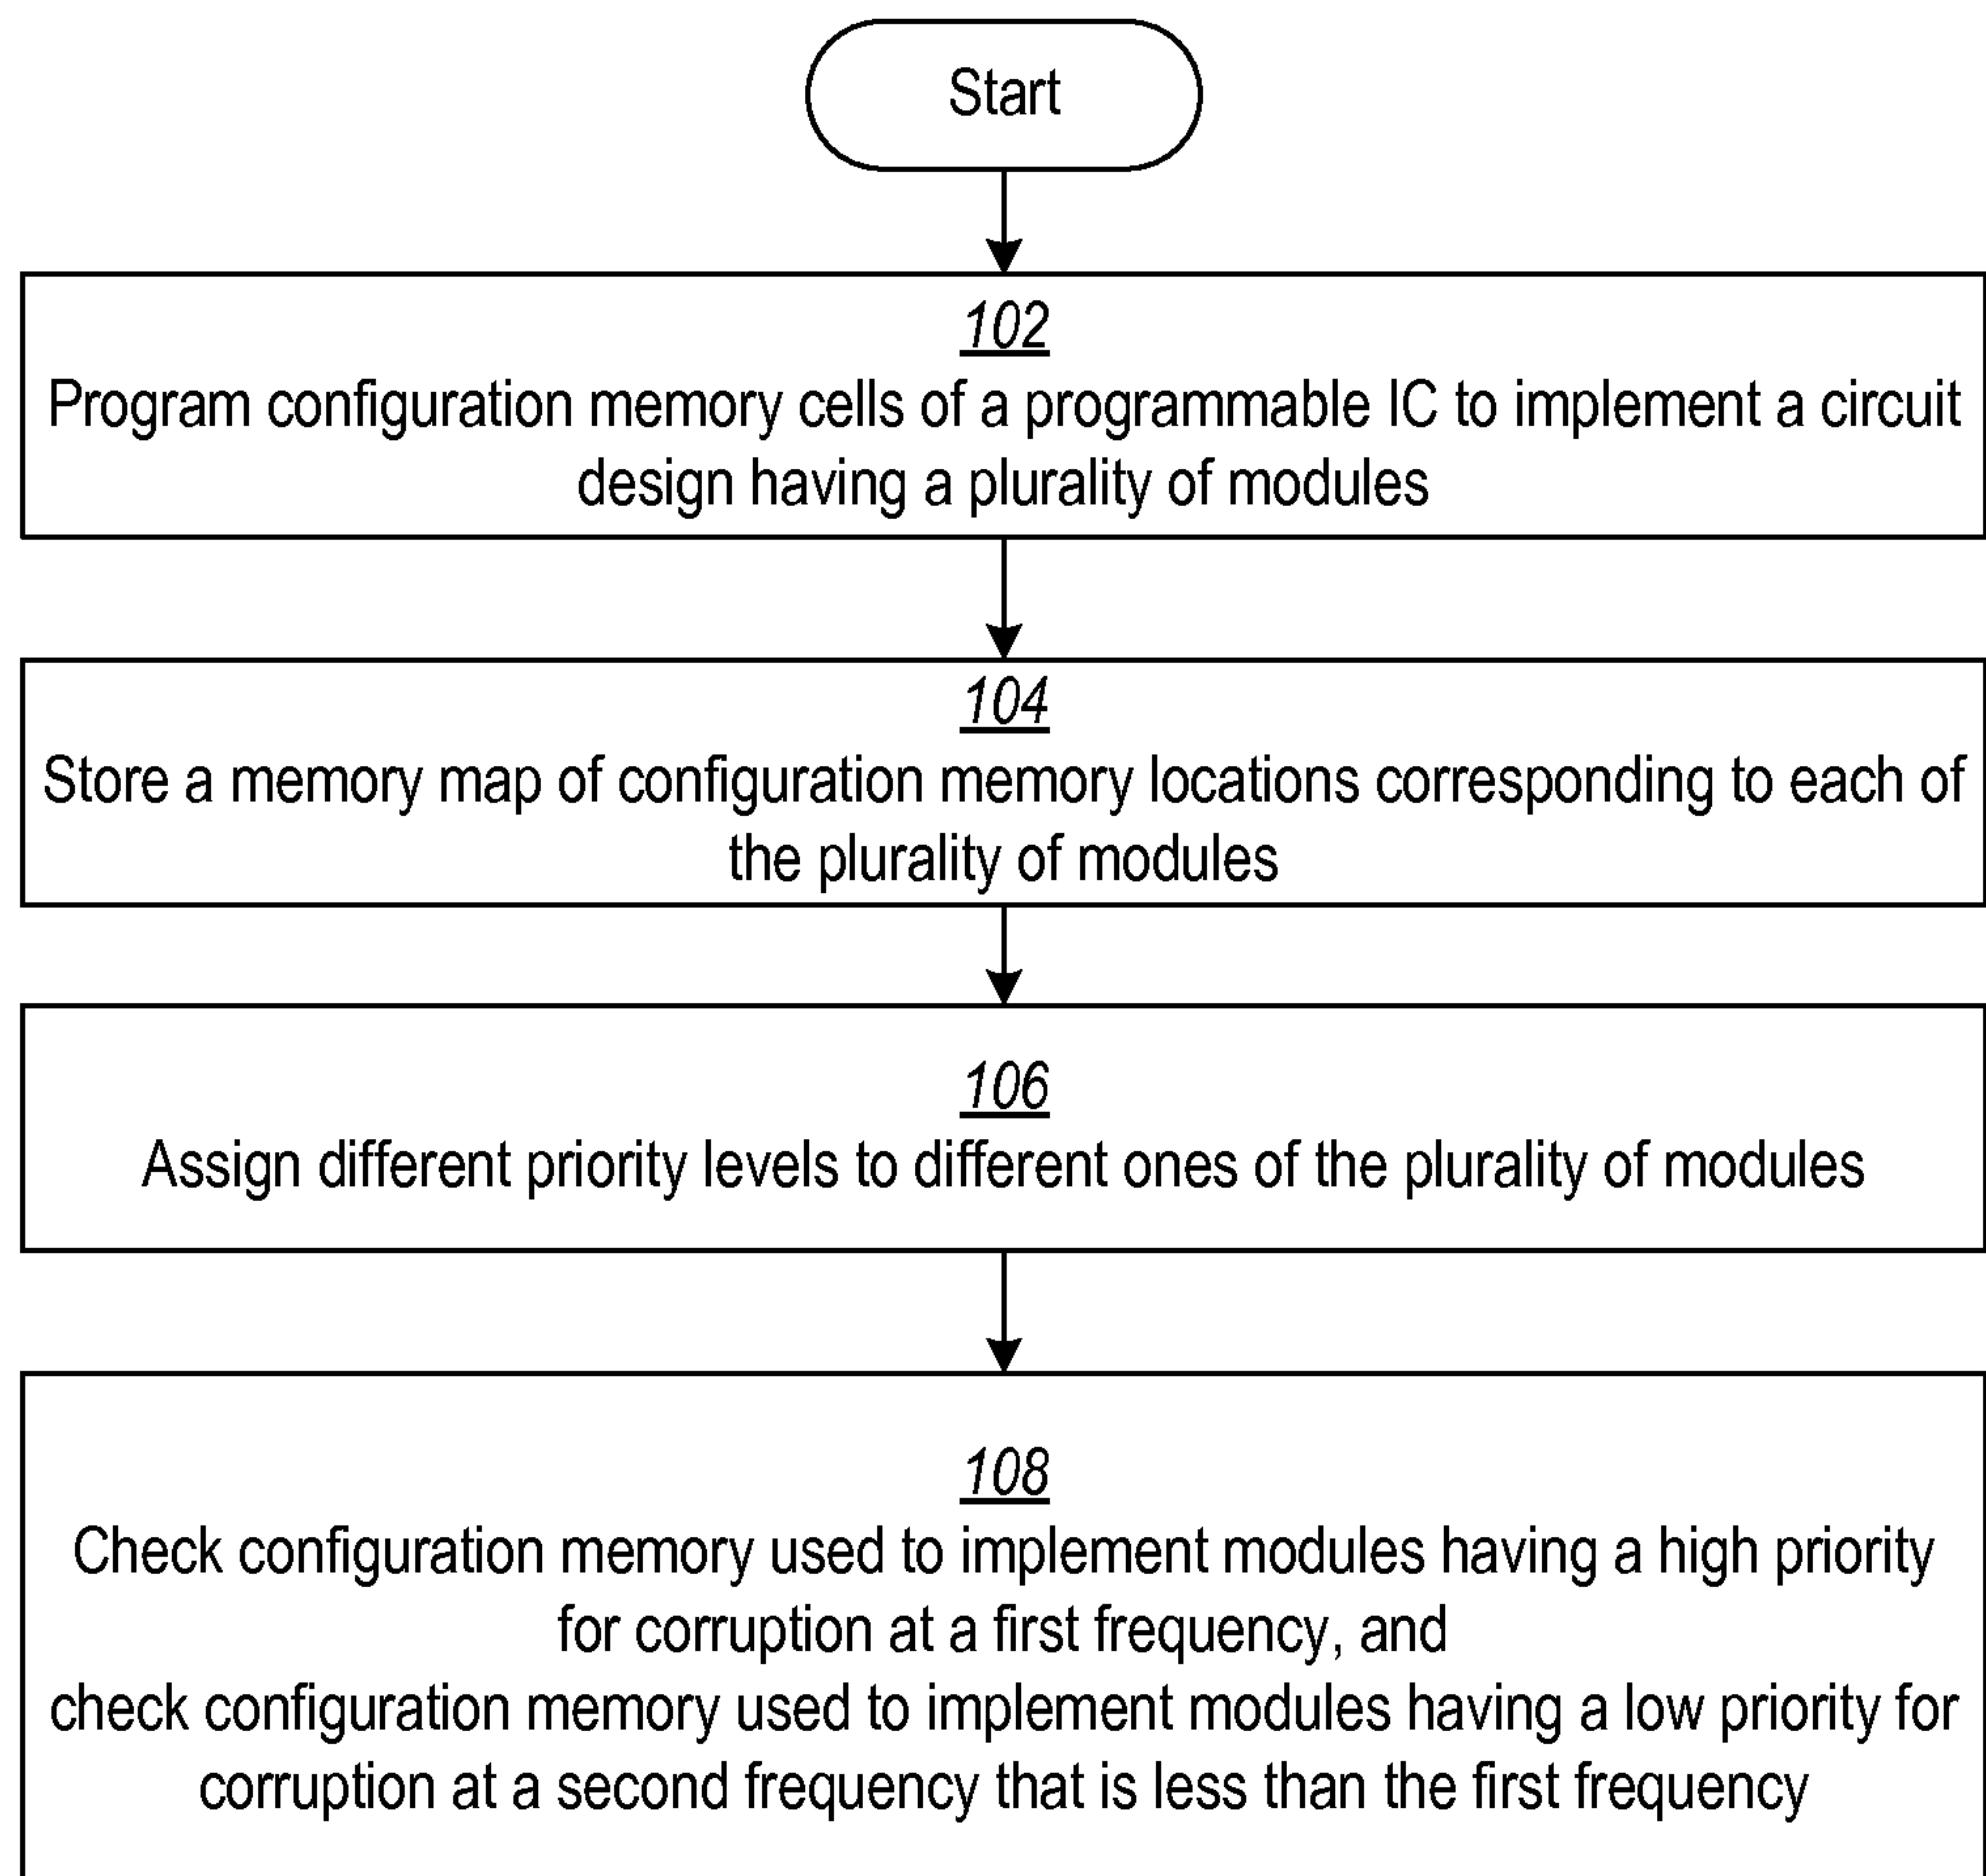 Start
102
Program configuration memory cells of a programmable IC to implement a circuit
design having a plurality of modules
104
Store a memory map of configuration memory locations corresponding to each of
the plurality of modules
106
Assign different priority levels to different ones of the plurality of modules
108
Check configuration memory used to implement modules having a high priority
for corruption at a first frequency, and
check configuration memory used to implement modules having a low priority for
corruption at a second frequency that is less than the first frequency